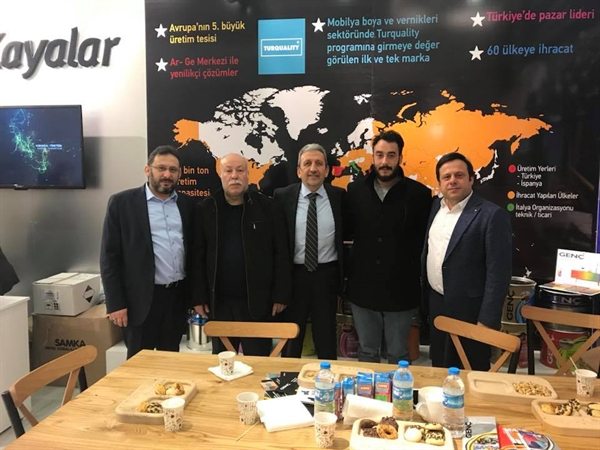 Kayalar
Avrupa'nın 5. büyük
üretim tesisi
Ar- Ge Merkezi ile
yenilikçi çözümler
TURQUALITY
Mobilya boya ve vernikleri
sektöründe Turquality
programına girmeye değer
görülen ilk ve tek marka
Türkiye'de pazar lideri
60 ülkeye ihracat
bin ton
Üretim Yerleri
- Türkiye
- İspanya
İhracat Yapılan Ülkeler
İtalya Organizasyonu
teknik / ticari
GENÇ
GENÇ
SAMKA